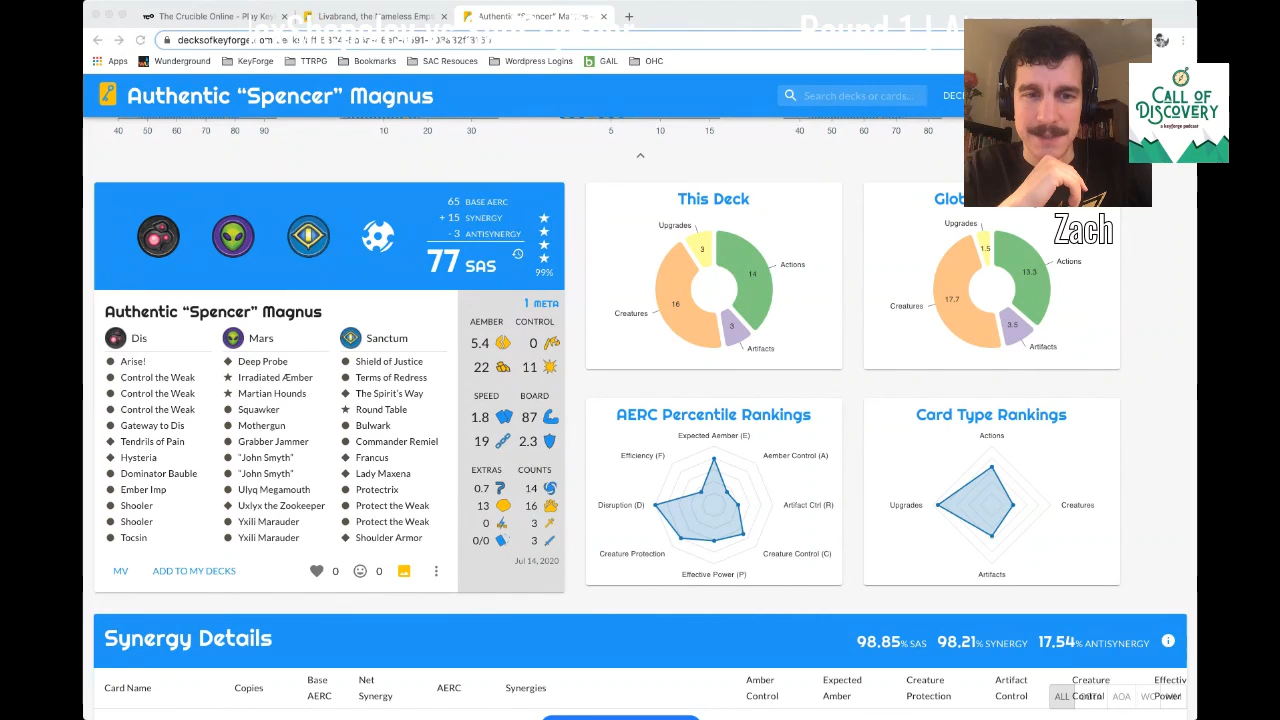 The Crucible Online - Play Key
Livabrand, the Nameless Emp
Authentic "Spencer" Magnus
Round 1
Apps
Wunderground
KeyForge
TTRPG
Bookmarks
SAC Resouces
Wordpress Logins
GAIL
OHC
Authentic "Spencer" Magnus
Search decks or cards...
DEC
CALL OF
DISCOVERY
a keyforge podcast
Zach
40 50 60 70 80 90
10 20 30
5 10 15
40 50 60 70 80
65 BASE AERC
+ 15 SYNERGY
- 3 ANTISYNERGY
77 SAS
99%
Authentic "Spencer" Magnus
Dis
Arise!
Control the Weak
Control the Weak
Control the Weak
Gateway to Dis
Tendrils of Pain
Hysteria
Dominator Bauble
Ember Imp
Shooler
Shooler
Tocsin
Mars
Deep Probe
Irradiated Æmber
Martian Hounds
Squawker
Mothergun
Grabber Jammer
"John Smyth"
"John Smyth"
Ulyq Megamouth
Uxlyx the Zookeeper
Yxili Marauder
Yxili Marauder
Sanctum
Shield of Justice
Terms of Redress
The Spirit's Way
Round Table
Bulwark
Commander Remiel
Francus
Lady Maxena
Protectrix
Protect the Weak
Protect the Weak
Shoulder Armor
MV
ADD TO MY DECKS
0
0
1 META
AEMBER CONTROL
5.4 0
22 11
SPEED BOARD
1.8 87
19 2.3
EXTRAS COUNTS
0.7 14
13 16
0 3
0/0 3
Jul 14, 2020
This Deck
Upgrades
3
Actions
14
Creatures
16
3
Artifacts
Glob
Upgrades
1.5
Actions
13.3
Creatures
17.7
3.5
Artifacts
AERC Percentile Rankings
Expected Aember (E)
Efficiency (F)
Aember Control (A)
Disruption (D)
Artifact Ctrl (R)
Creature Protection
Creature Control (C)
Effective Power (P)
Card Type Rankings
Actions
Upgrades
Creatures
Artifacts
Synergy Details
98.85% SAS
98.21% SYNERGY
17.54% ANTISYNERGY
Card Name
Copies
Base AERC
Net Synergy
AERC
Synergies
Amber Control
Expected Amber
Creature Protection
Artifact Control
Creature Control
Effectiv Power
ALL
AOA